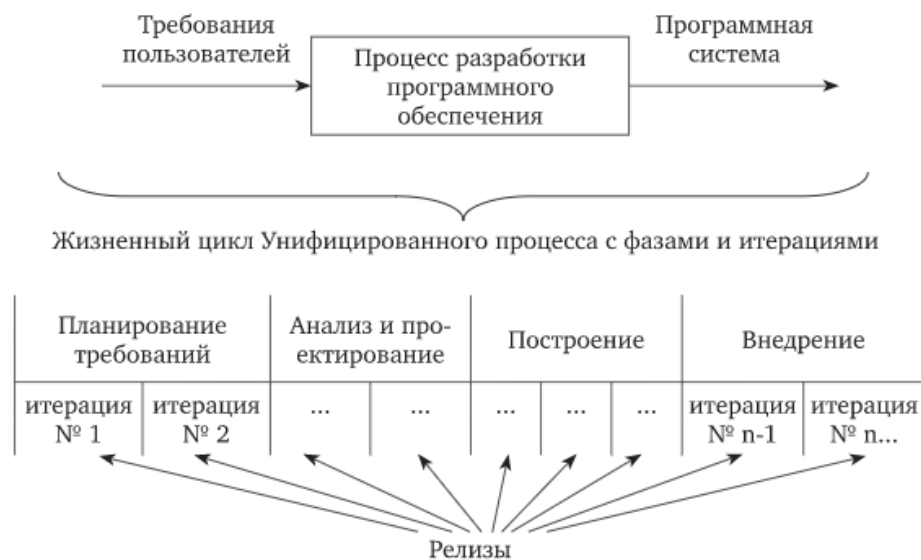 Требования
пользователей
Процесс разработки
программного
обеспечения
Программная
система
Жизненный цикл Унифицированного процесса с фазами и итерациями
Планирование
требований
Анализ и про-
ектирование
Построение
Внедрение
итерация
№ 1
итерация
№ 2
...
...
...
...
...
итерация
№ n-1
итерация
№ n...
Релизы